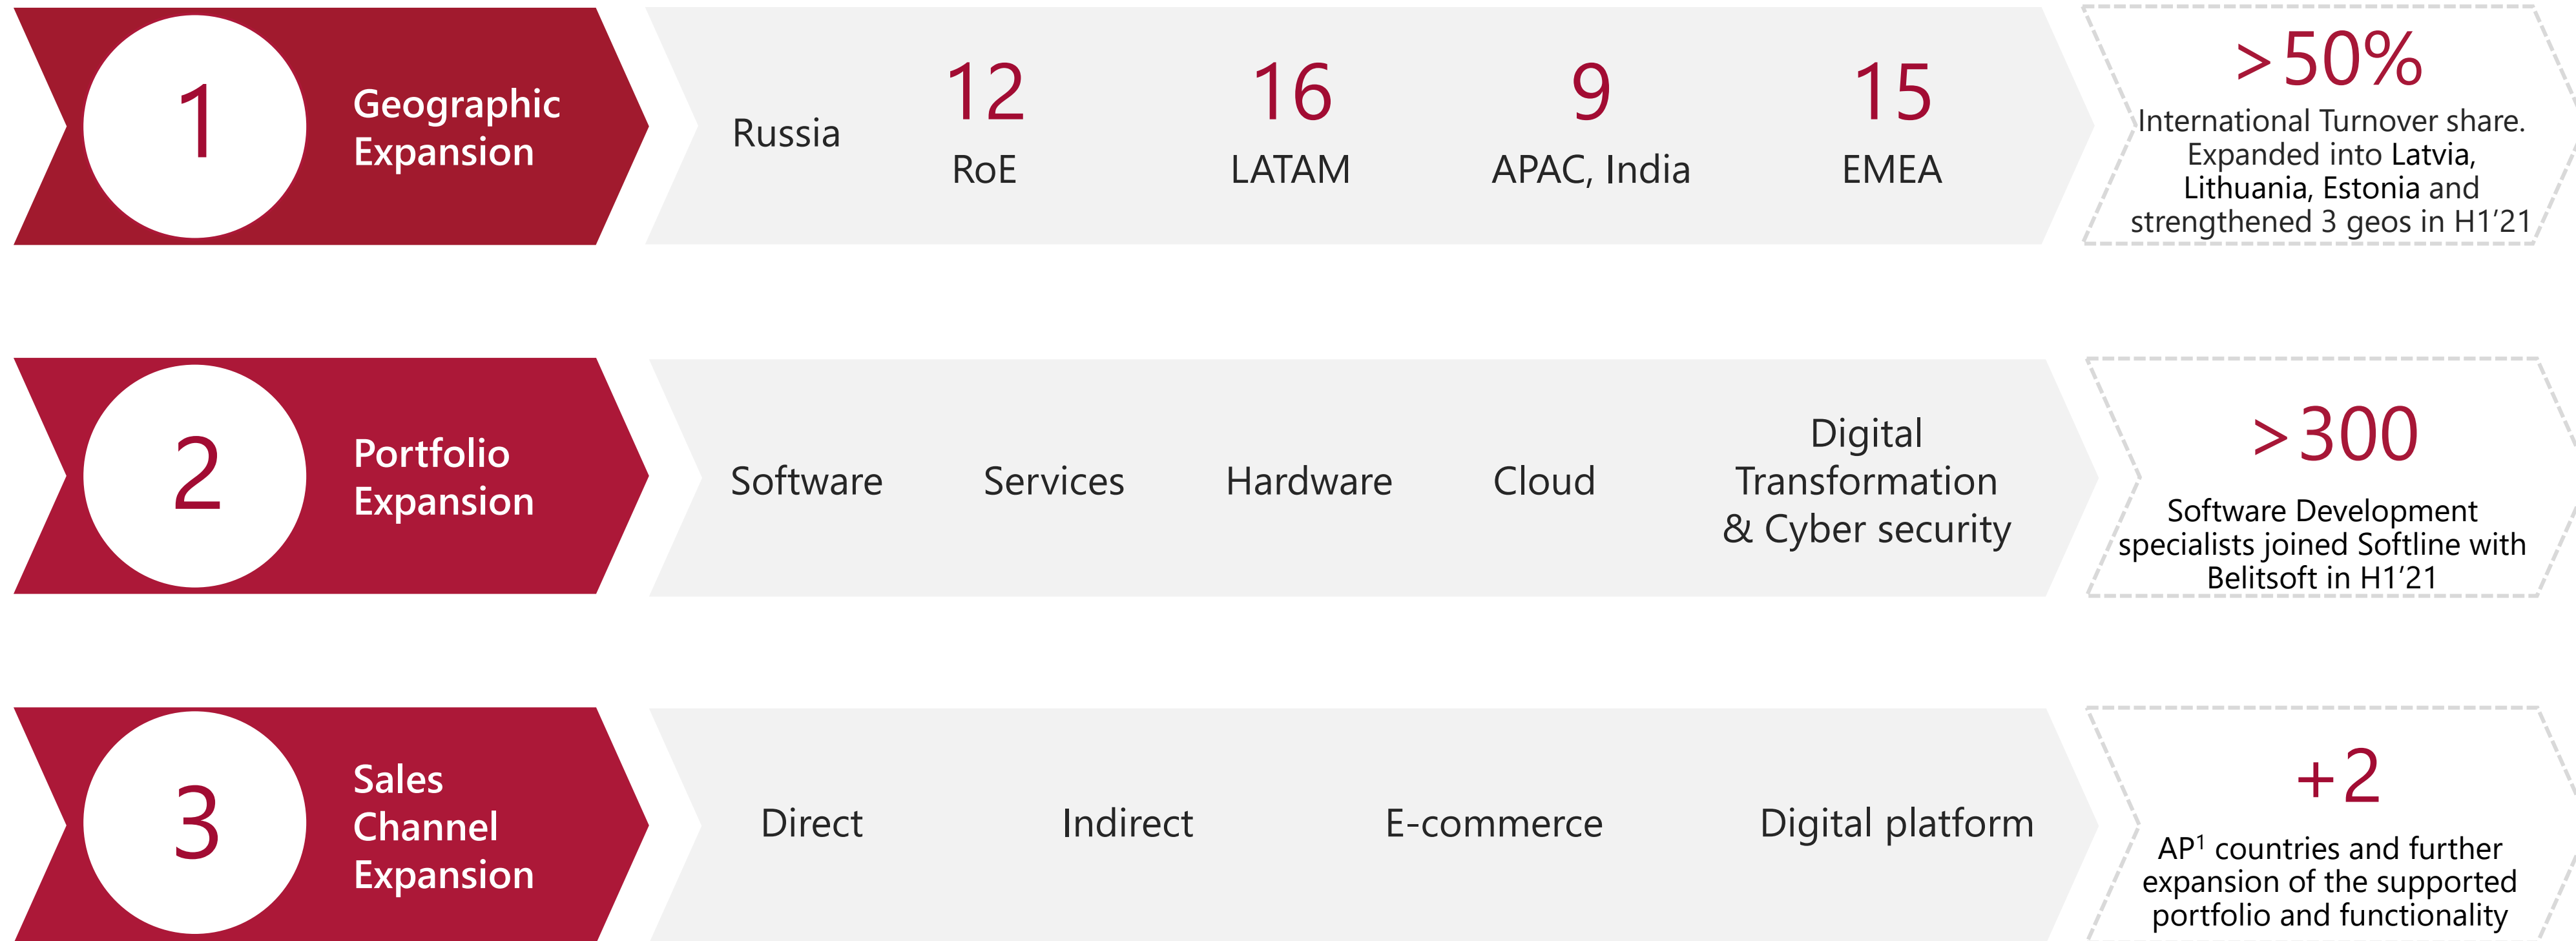 1
Geographic
Expansion
Russia
12
RoE
16
LATAM
9
APAC, India
15
EMEA
>50%
International Turnover share.
Expanded into Latvia,
Lithuania, Estonia and
strengthened 3 geos in H1’21
2
Portfolio
Expansion
Software
Services
Hardware
Cloud
Digital
Transformation
& Cyber security
>300
Software Development
specialists joined Softline with
Belitsoft in H1’21
3
Sales
Channel
Expansion
Direct
Indirect
E-commerce
Digital platform
+2
AP¹ countries and further
expansion of the supported
portfolio and functionality